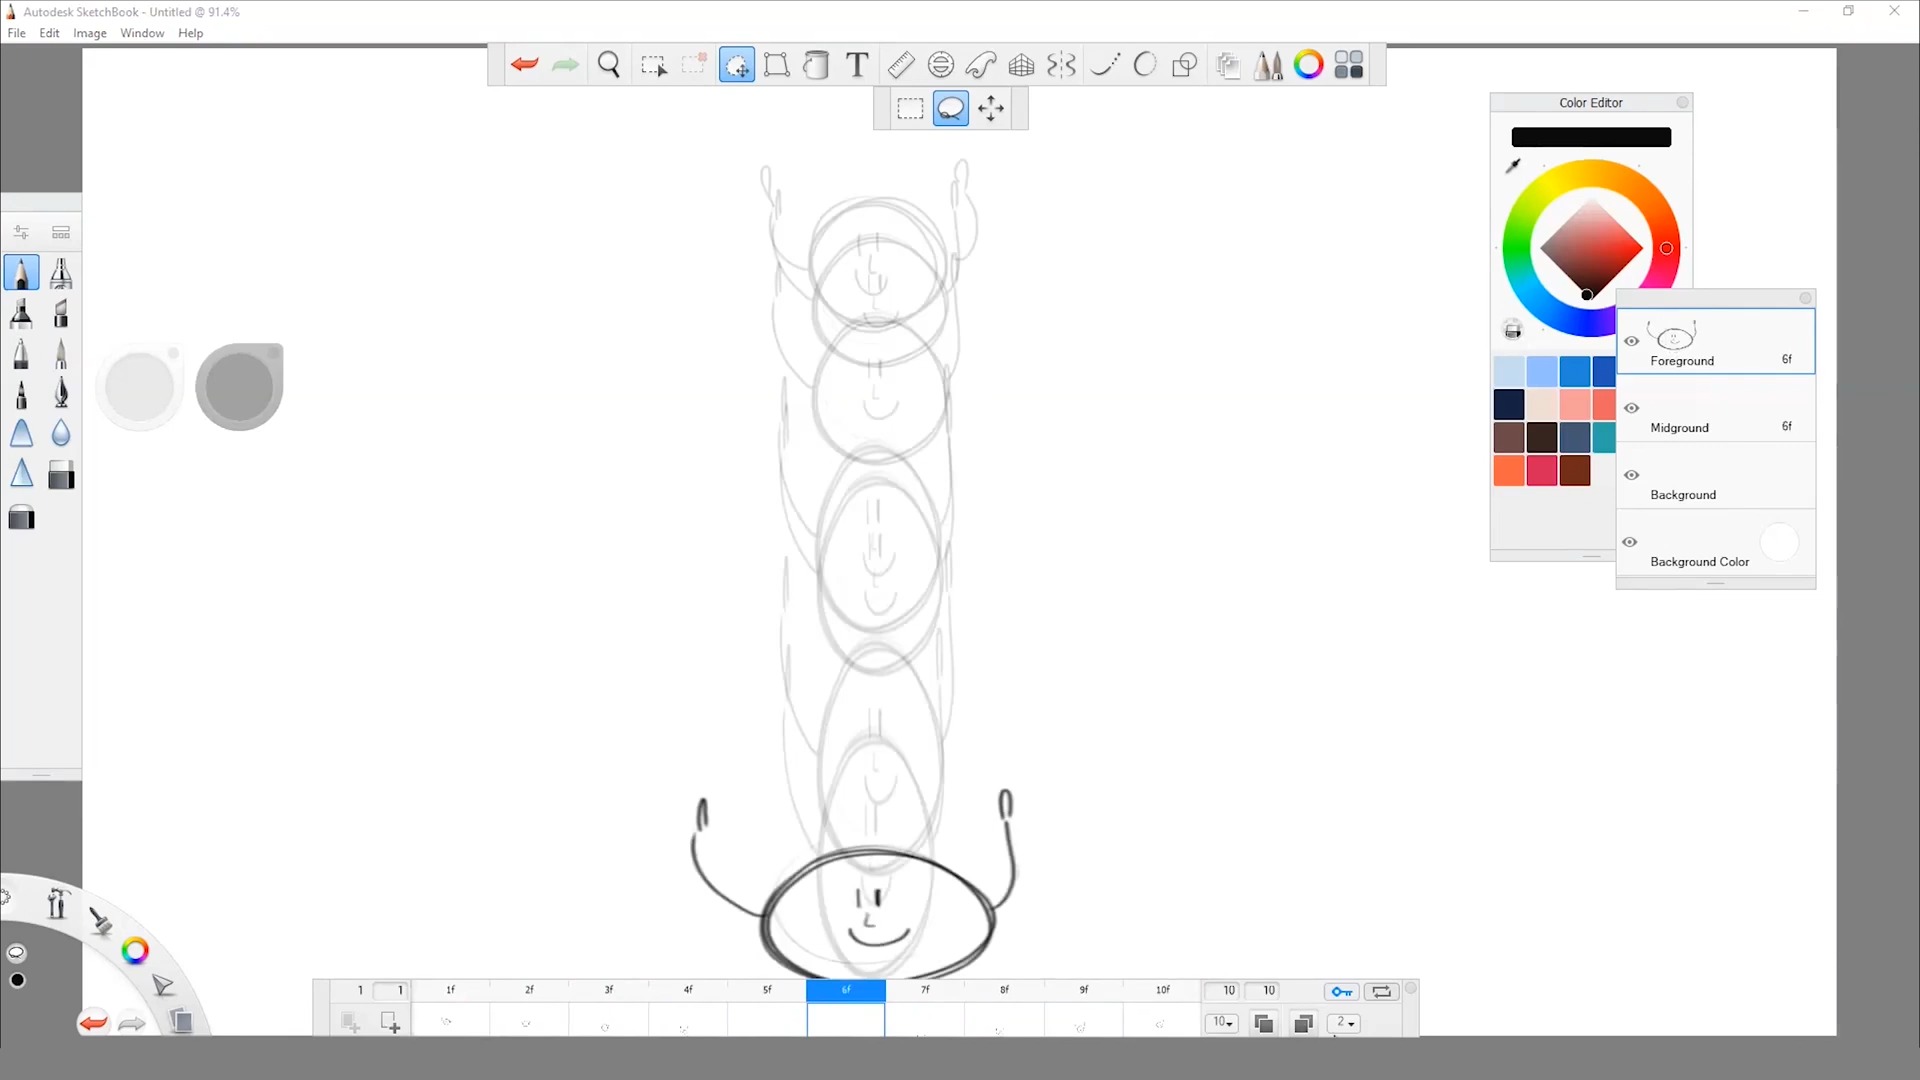 Autodesk SketchBook - Untitled @ 91.4%
File Edit Image Window Help
T
Color Editor
Foreground 6f
Midground 6f
Background
Background Color
1 1 1f 2f 3f 4f 5f 6f 7f 8f 9f 10f 10 10
10 2